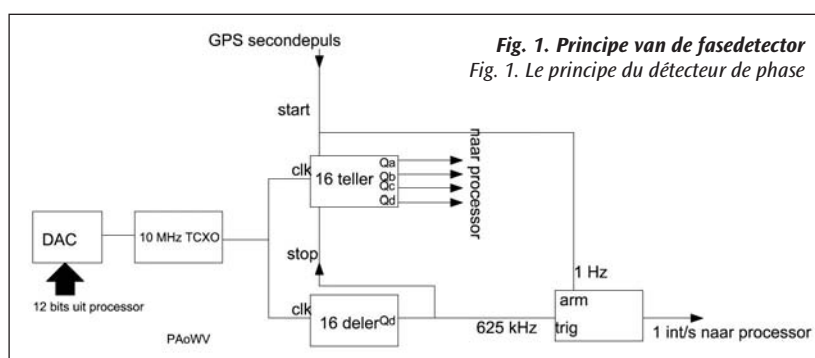 GPS secondepuls
Fig. 1. Principe van de fasedetector
Fig. 1. Le principe du détecteur de phase
start
naar processor
clk
16 teller
Qa
Qb
Qc
Qd
DAC
10 MHz TCXO
stop
1 Hz
12 bits uit processor
clk
16 deler
Qd
625 kHz
arm
trig
1 int/s naar processor
PAoWV